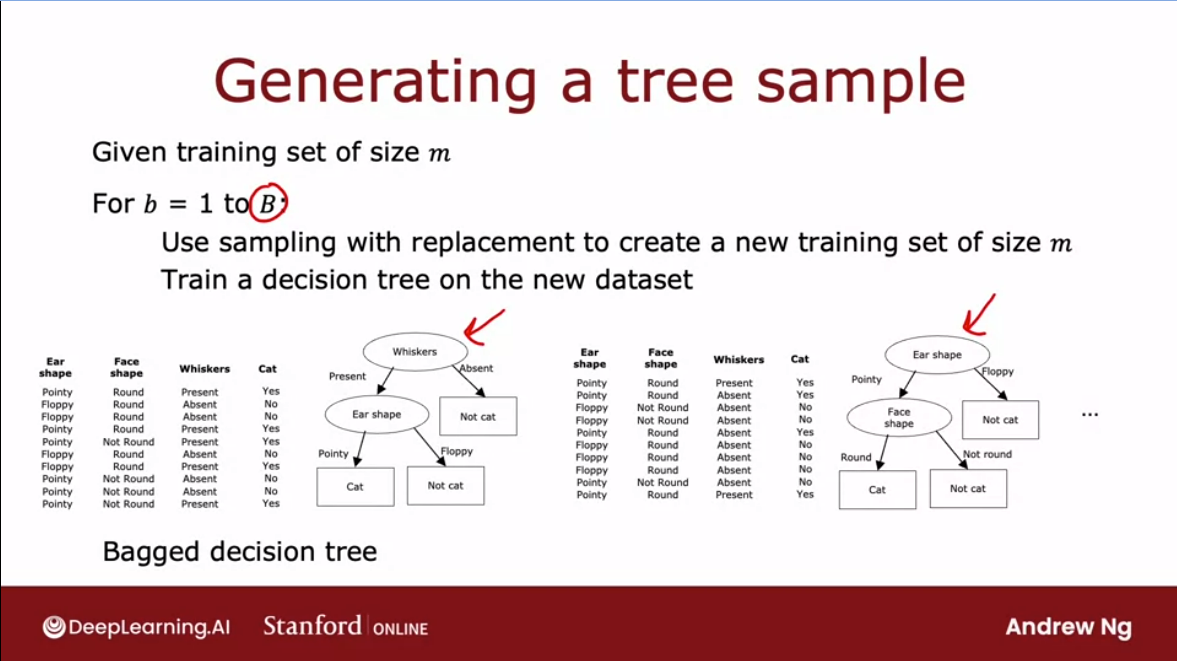 Generating a tree sample
Given training set of size m
For b = 1 to B:
Use sampling with replacement to create a new training set of size m
Train a decision tree on the new dataset
Ear shape Face shape Whiskers Cat
Pointy Round Present Yes
Floppy Round Absent No
Floppy Round Absent No
Pointy Round Present Yes
Pointy Not Round Present Yes
Floppy Round Absent No
Floppy Round Present Yes
Pointy Not Round Absent No
Pointy Not Round Absent No
Pointy Not Round Present Yes
Whiskers
Present
Absent
Ear shape
Not cat
Pointy
Floppy
Cat
Not cat
Ear shape Face shape Whiskers Cat
Pointy Round Present Yes
Pointy Round Absent Yes
Floppy Not Round Absent No
Floppy Not Round Absent No
Pointy Round Absent Yes
Floppy Round Absent No
Floppy Round Absent No
Floppy Round Absent No
Pointy Not Round Absent No
Pointy Round Present Yes
Ear shape
Pointy
Floppy
Face shape
Not cat
Round
Not round
Cat
Not cat
...
Bagged decision tree
DeepLearning.AI Stanford ONLINE Andrew Ng